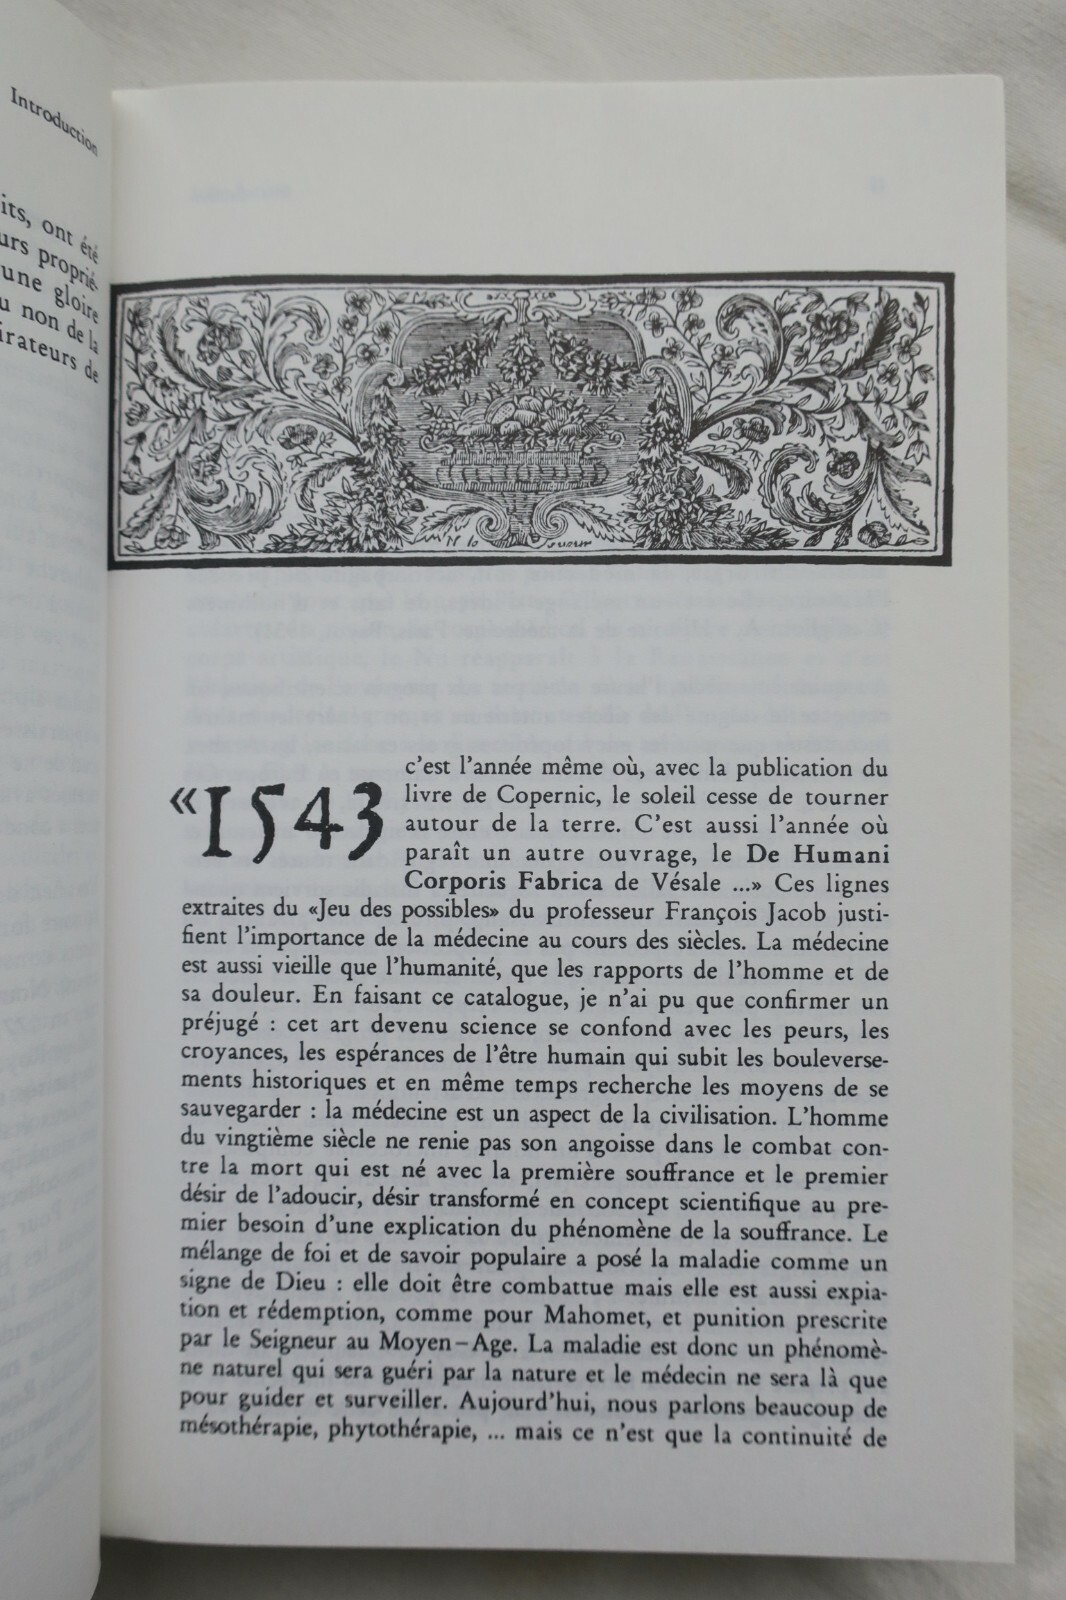 Introduction
ont été
proprié-
une gloire
non de la
de
«1543 c'est l'année même où, avec la publication du
livre de Copernic, le soleil cesse de tourner
autour de la terre. C'est aussi l'année où
paraît un autre ouvrage, le De Humani
Corporis Fabrica de Vésale ...» Ces lignes
extraites du «Jeu des possibles» du professeur François Jacob justi-
fient l'importance de la médecine au cours des siècles. La médecine
est aussi vieille que l'humanité, que les rapports de l'homme et de
sa douleur. En faisant ce catalogue, je n'ai pu que confirmer un
préjugé : cet art devenu science se confond avec les peurs, les
croyances, les espérances de l'être humain qui subit les bouleverse-
ments historiques et en même temps recherche les moyens de se
sauvegarder : la médecine est un aspect de la civilisation. L'homme
du vingtième siècle ne renie pas son angoisse dans le combat con-
tre la mort qui est né avec la première souffrance et le premier
désir de l'adoucir, désir transformé en concept scientifique au pre-
mier besoin d'une explication du phénomène de la souffrance. Le
mélange de foi et de savoir populaire a posé la maladie comme un
signe de Dieu : elle doit être combattue mais elle est aussi expia-
tion et rédemption, comme pour Mahomet, et punition prescrite
par le Seigneur au Moyen-Age. La maladie est donc un phénomè-
ne naturel qui sera guéri par la nature et le médecin ne sera là que
pour guider et surveiller. Aujourd'hui, nous parlons beaucoup de
mésothérapie, phytothérapie, ... mais ce n'est que la continuité de